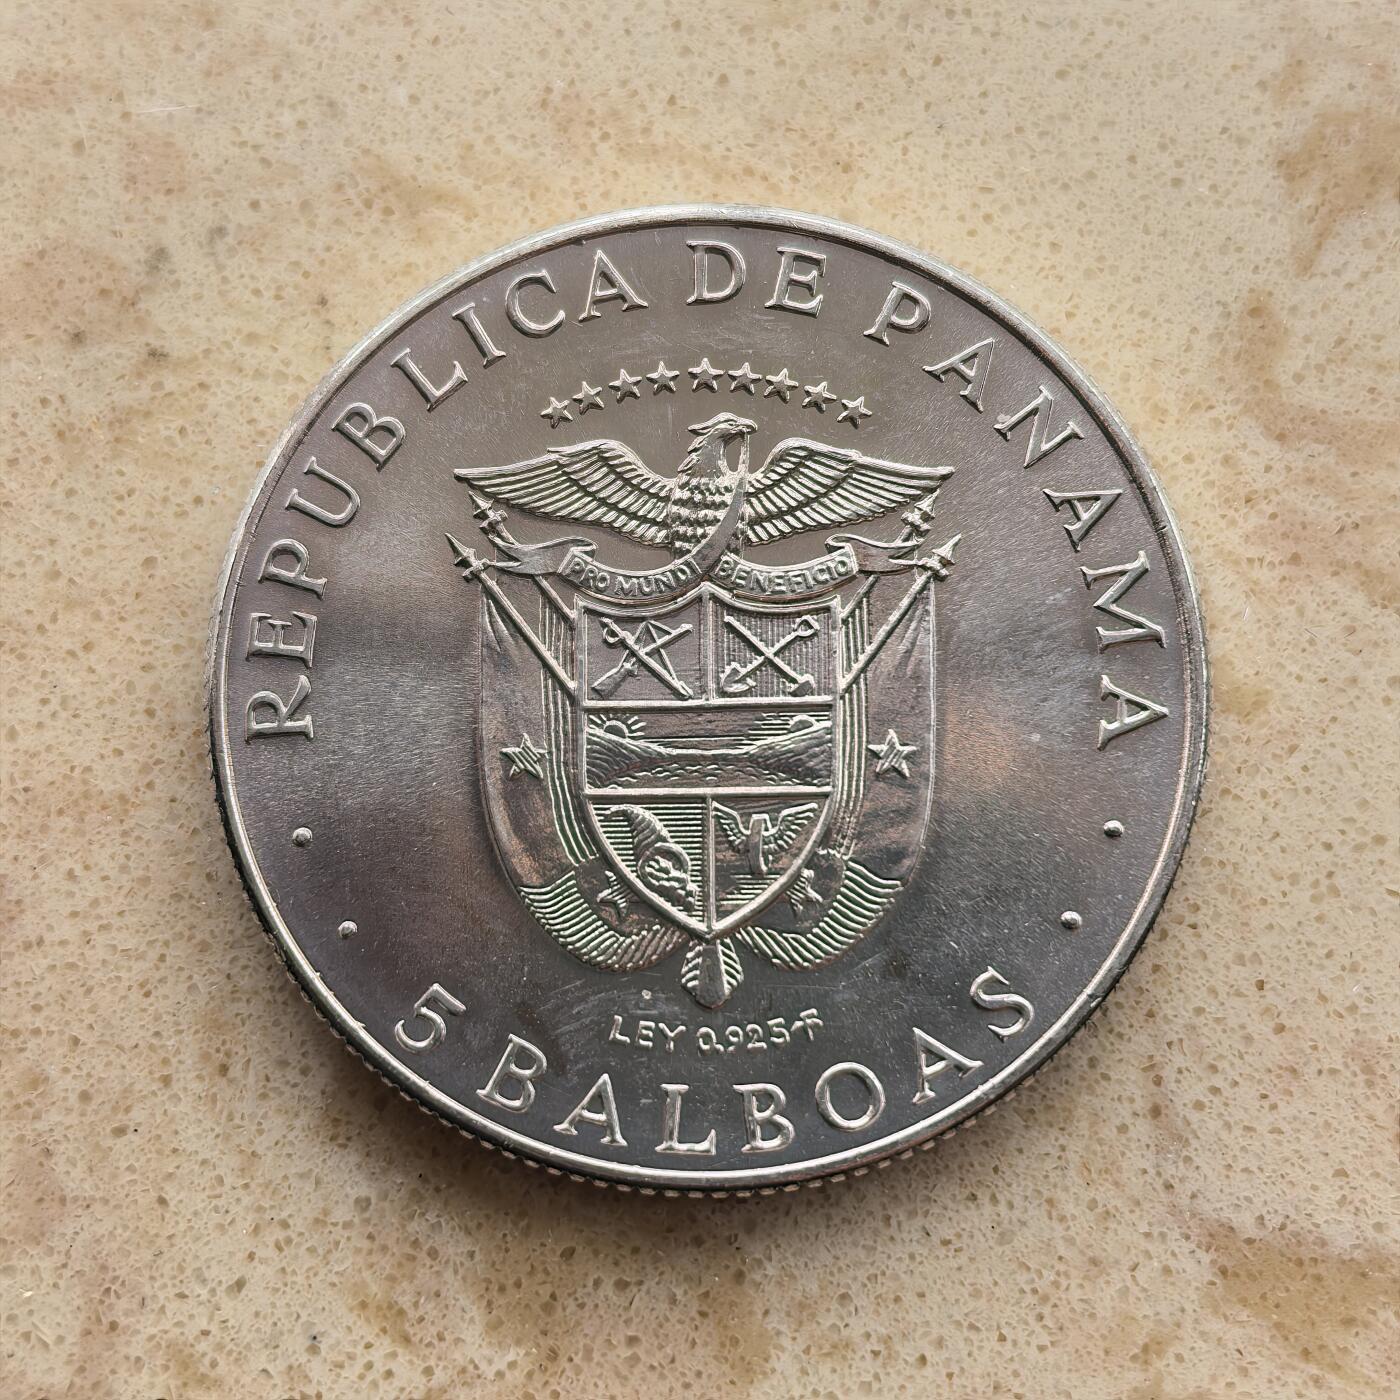 REPUBLICA DE PANAMA
PRO MUNDI BENEFICIO
LEY 0.925
5 BALBOAS